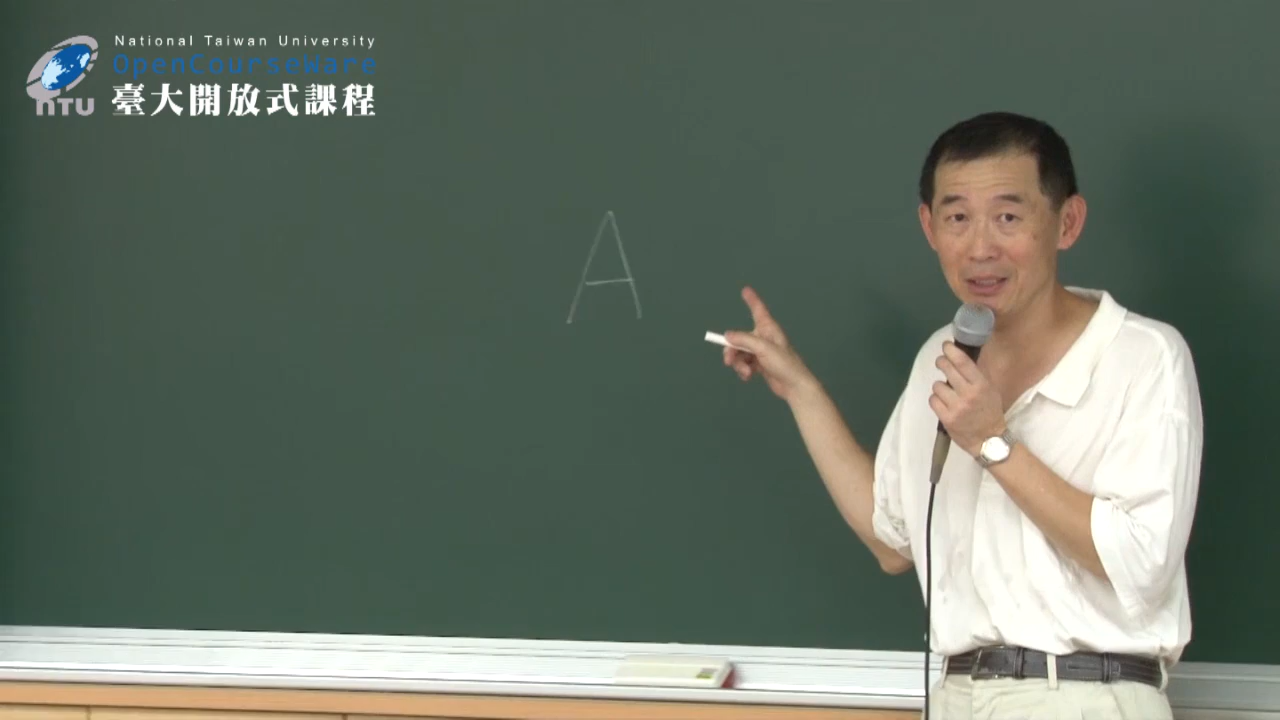 National Taiwan University
OpenCourseWare
nTU
臺大開放式課程
A